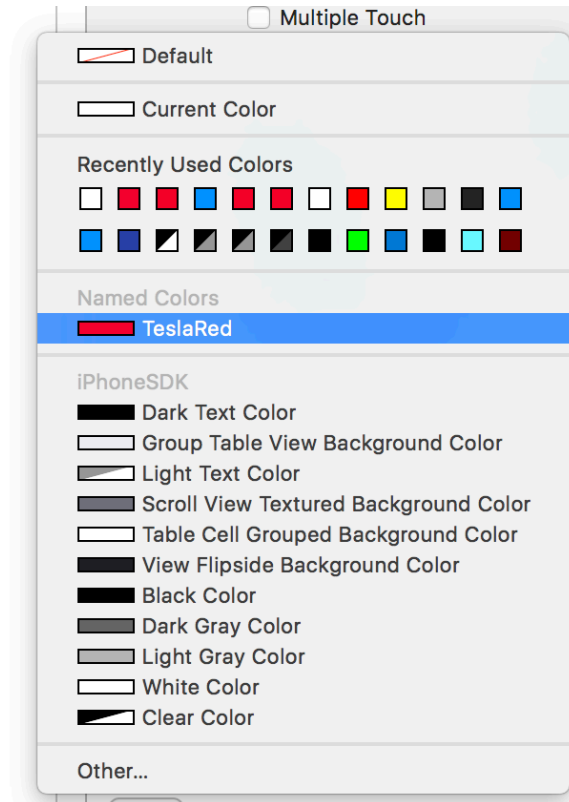 Multiple Touch
Default
Current Color
Recently Used Colors
Named Colors
TeslaRed
iPhoneSDK
Dark Text Color
Group Table View Background Color
Light Text Color
Scroll View Textured Background Color
Table Cell Grouped Background Color
View Flipside Background Color
Black Color
Dark Gray Color
Light Gray Color
White Color
Clear Color
Other...